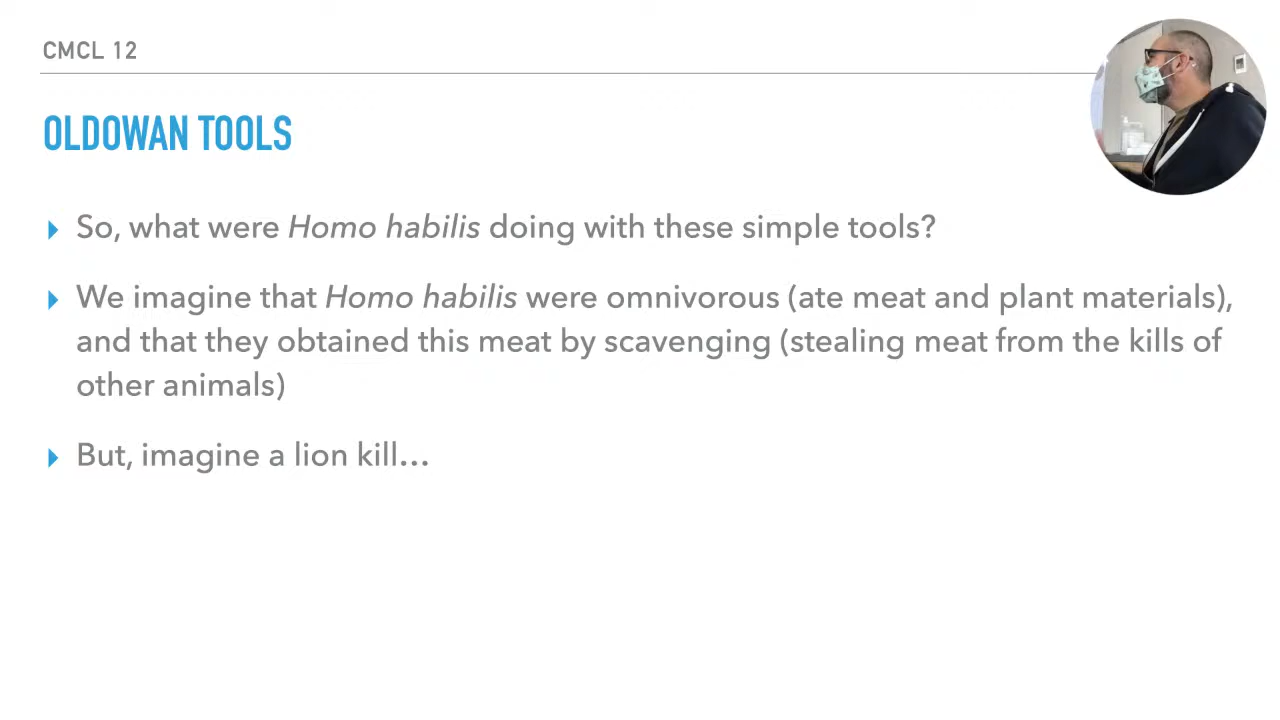 CMCL 12
OLDOWAN TOOLS
So, what were Homo habilis doing with these simple tools?
We imagine that Homo habilis were omnivorous (ate meat and plant materials),
and that they obtained this meat by scavenging (stealing meat from the kills of
other animals)
But, imagine a lion kill…